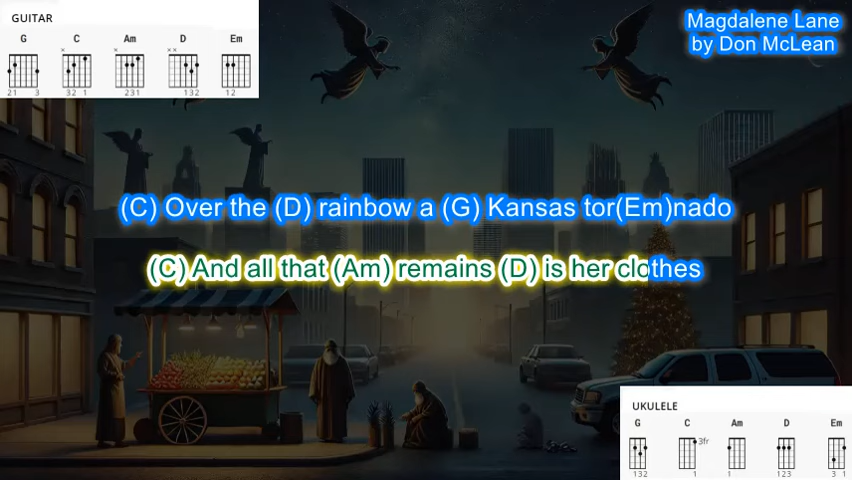 GUITAR
G C Am D Em
× × ××
21 3 32 1 231 132 12
Magdalene Lane
by Don McLean
(C) Over the (D) rainbow a (G) Kansas tor(Em)nado
(C) And all that (Am) remains (D) is her clothes
UKULELE
G C Am D Em
3fr
132 1 1 123 3 1